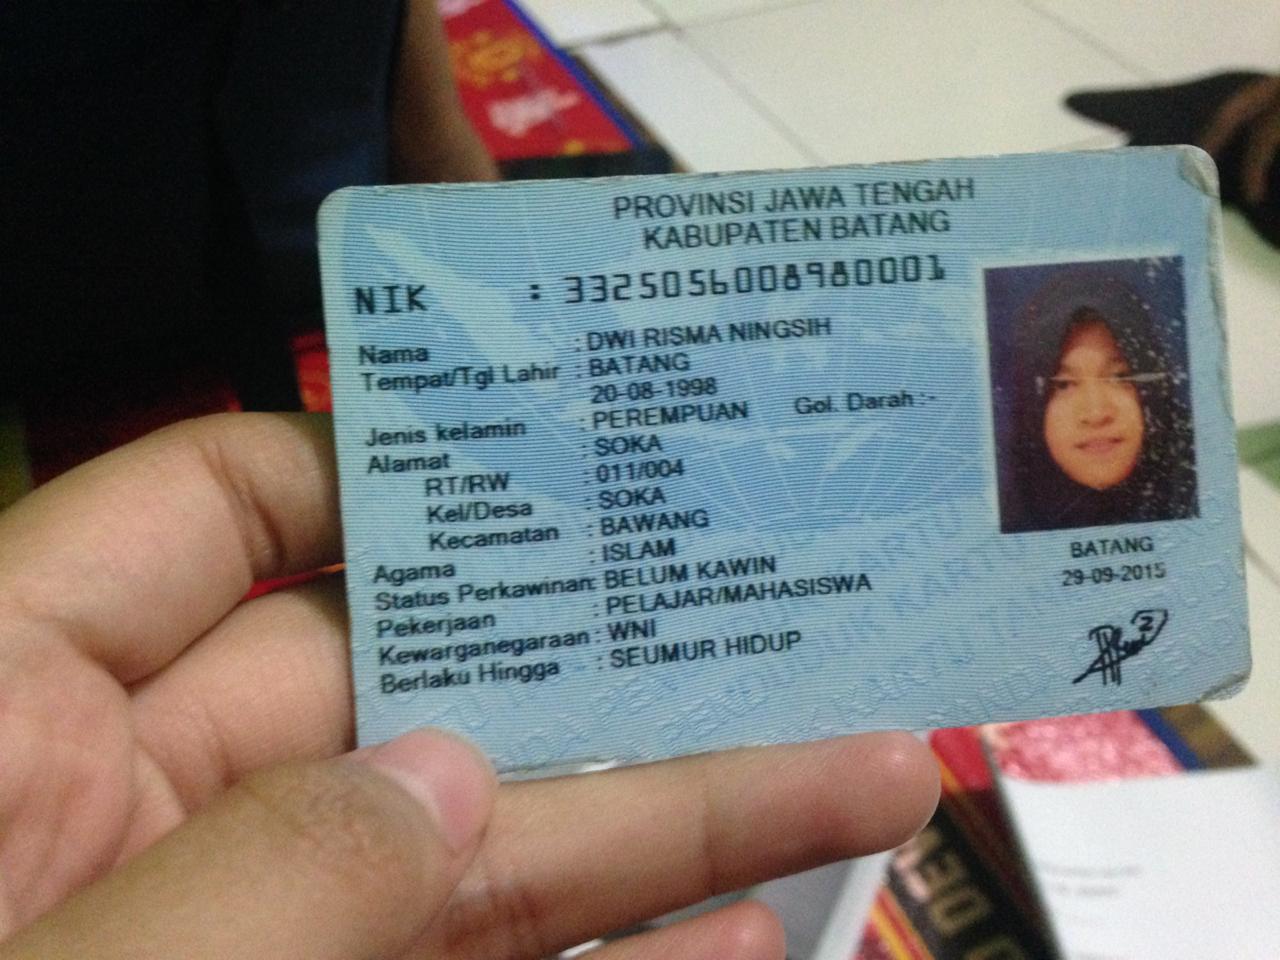 PROVINSI JAWA TENGAH
KABUPATEN BATANG
NIK : 3325056008980001
Nama : DWI RISMA NINGSIH
Tempat/Tgl Lahir : BATANG
20-08-1998
Jenis kelamin : PEREMPUAN Gol. Darah :-
Alamat : SOKA
RT/RW : 011/004
Kel/Desa : SOKA
Kecamatan : BAWANG
Agama : ISLAM
Status Perkawinan: BELUM KAWIN
Pekerjaan : PELAJAR/MAHASISWA
Kewarganegaraan : WNI
Berlaku Hingga : SEUMUR HIDUP
BATANG
29-09-2015